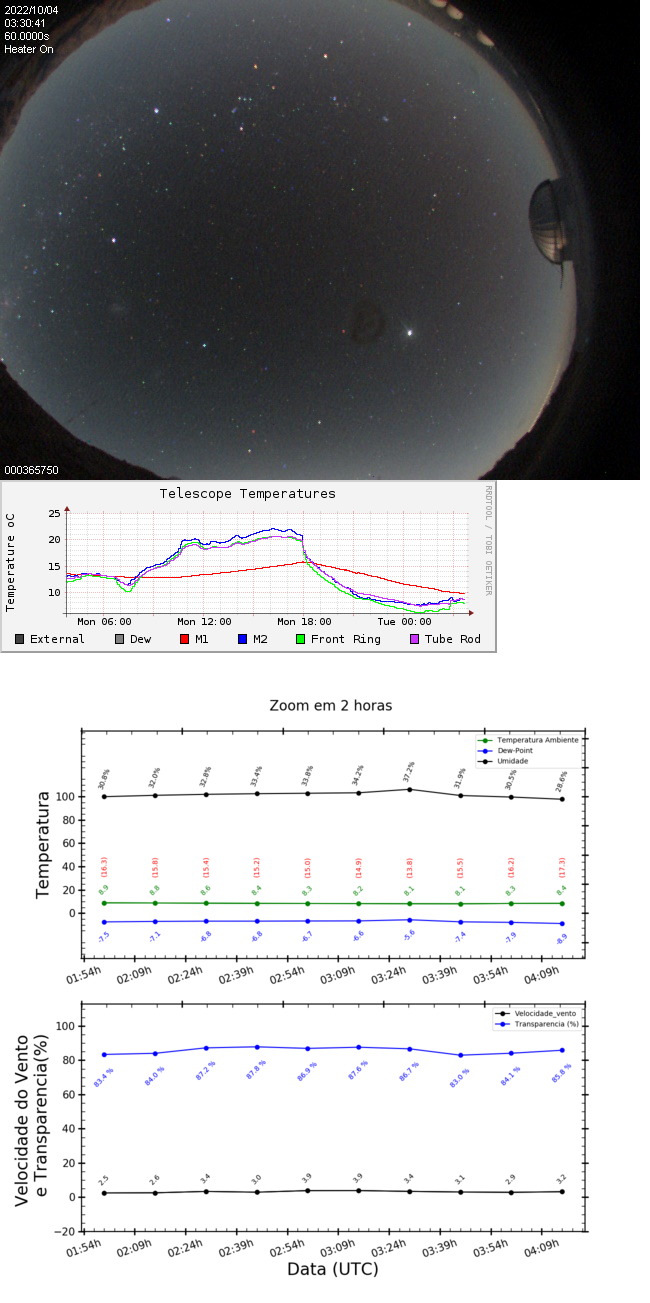 2022/10/04
03:30:41
60.0000s
Heater On
000365750
Telescope Temperatures
RRDTOOL / TOBI OETIKER
Temperature oC
25
20
15
10
Mon 06:00 Mon 12:00 Mon 18:00 Tue 00:00
External Dew M1 M2 Front Ring Tube Rod
Zoom em 2 horas
Temperatura
Temperatura Ambiente
Dew-Point
Umidade
30.8% 32.0% 32.8% 33.4% 33.8% 34.2% 37.2% 31.9% 30.5% 28.6%
100
80
60
40
20
0
(16.3) (15.8) (15.4) (15.2) (15.0) (14.9) (13.8) (15.5) (16.2) (17.3)
8.9 8.8 8.6 8.4 8.3 8.2 8.1 8.1 8.3 8.4
-7.5 -7.1 -6.8 -6.8 -6.7 -6.6 -5.6 -7.4 -7.9 -8.9
01:54h 02:09h 02:24h 02:39h 02:54h 03:09h 03:24h 03:39h 03:54h 04:09h
Velocidade do Vento
e Transparencia(%)
Velocidade_vento
Transparencia (%)
100
80
60
40
20
0
−20
83.4 % 84.0 % 87.2 % 87.8 % 86.9 % 87.6 % 86.7 % 83.0 % 84.1 % 85.8 %
2.5 2.6 3.4 3.0 3.9 3.9 3.4 3.1 2.9 3.2
01:54h 02:09h 02:24h 02:39h 02:54h 03:09h 03:24h 03:39h 03:54h 04:09h
Data (UTC)